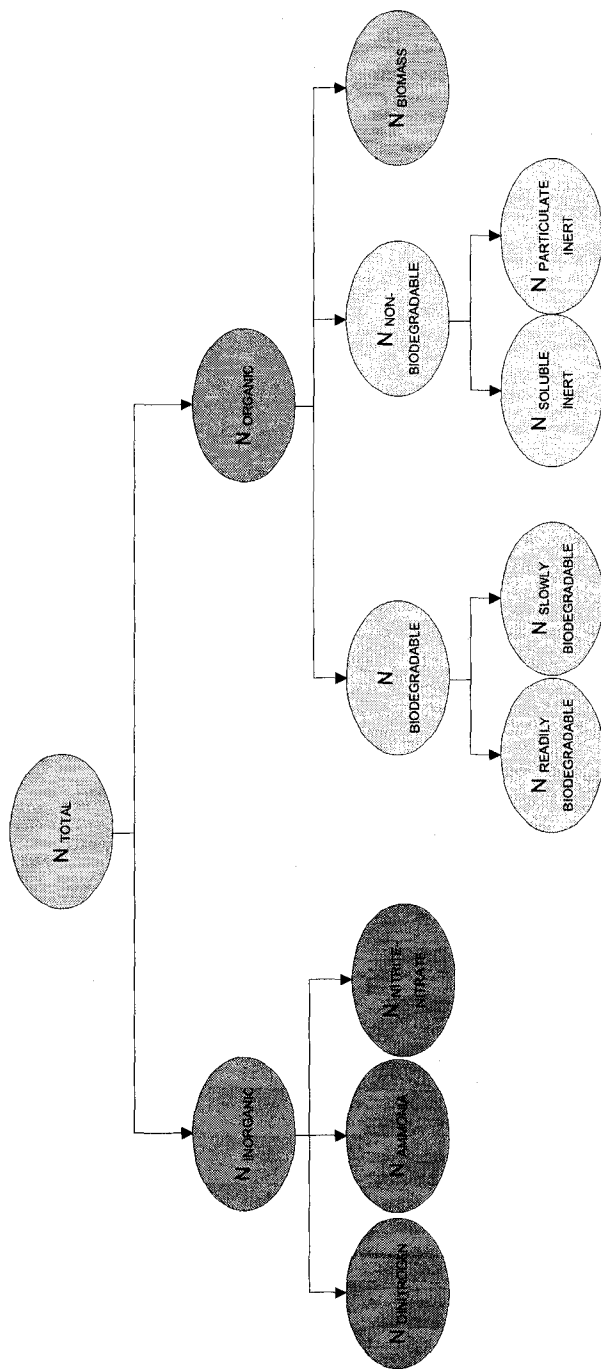 N TOTAL
N INORGANIC
N ORGANIC
N DINITROGEN
N AMMONIA
N NITRITE-
NITRATE
N
BIODEGRADABLE
N NON-
BIODEGRADABLE
N BIOMASS
N READILY
BIODEGRADABLE
N SLOWLY
BIODEGRADABLE
N SOLUBLE
INERT
N PARTICULATE
INERT